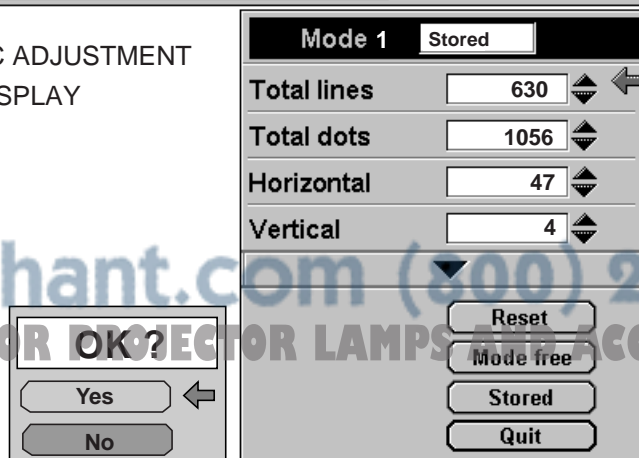 C ADJUSTMENT
SPLAY
Mode 1 Stored
Total lines 630
Total dots 1056
Horizontal 47
Vertical 4
hant.com (800) 2
OR PROJECTOR LAMPS AND ACC
OK ?
Yes
No
Reset
Mode free
Stored
Quit